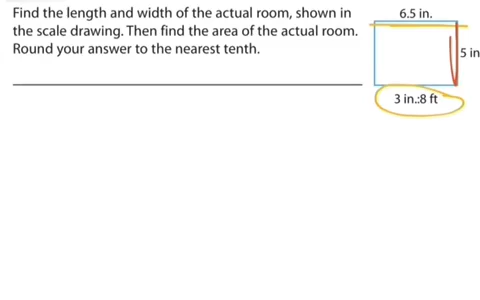 Find the length and width of the actual room, shown in
the scale drawing. Then find the area of the actual room.
Round your answer to the nearest tenth.
6.5 in.
5 in
3 in.:8 ft